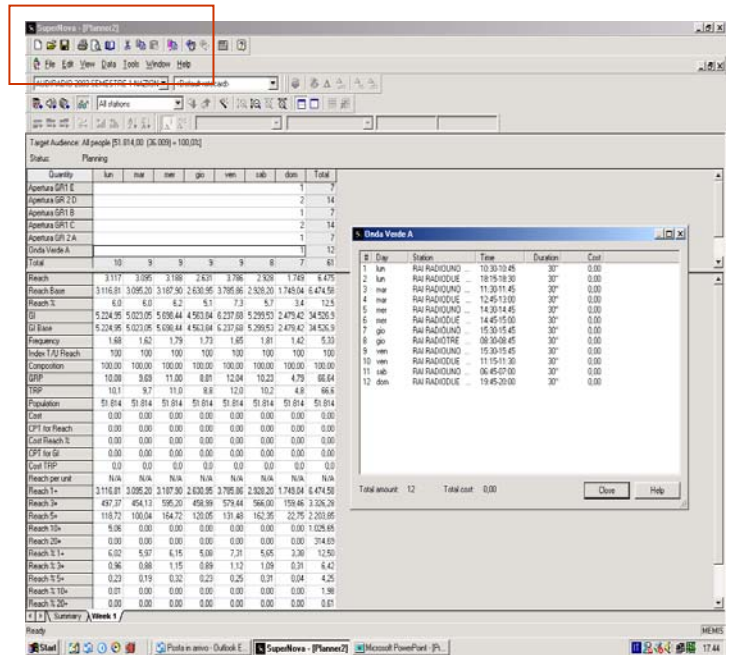 SuperNova - [Planner2]
File Edit View Data Tools Window Help
AUDIRADIO 2003 SEMESTRE 1 NAZION
All stations
Target Audience: All people [51.814,00 (36.009) = 100,0%]
Status: Planning
Quantity lun mar mer gio ven sab dom Total
Apertura GR1 E 1 7
Apertura GR 2 D 2 14
Apertura GR1 B 1 7
Apertura GR1 C 2 14
Apertura GR 2 A 1 7
Onda Verde A 1 12
Total 10 9 9 9 9 8 7 61
Reach 3.117 3.095 3.188 2.631 3.786 2.928 1.749 6.475
Reach Base 3.116,81 3.095,20 3.187,90 2.630,95 3.785,86 2.928,20 1.749,04 6.474,58
Reach % 6,0 6,0 6,2 5,1 7,3 5,7 3,4 12,5
GI 5.224,95 5.023,05 5.698,44 4.563,84 6.237,68 5.299,53 2.479,42 34.526,9
GI Base 5.224,95 5.023,05 5.698,44 4.563,84 6.237,68 5.299,53 2.479,42 34.526,9
Frequency 1,68 1,62 1,79 1,73 1,65 1,81 1,42 5,33
Index T/U Reach 100 100 100 100 100 100 100 100
Composition 100,00 100,00 100,00 100,00 100,00 100,00 100,00 100,00
GRP 10,08 9,69 11,00 8,81 12,04 10,23 4,79 66,64
TRP 10,1 9,7 11,0 8,8 12,0 10,2 4,8 66,6
Population 51.814 51.814 51.814 51.814 51.814 51.814 51.814 51.814
Cost 0,00 0,00 0,00 0,00 0,00 0,00 0,00 0,00
CPT for Reach 0,00 0,00 0,00 0,00 0,00 0,00 0,00 0,00
Cost Reach % 0,00 0,00 0,00 0,00 0,00 0,00 0,00 0,00
CPT for GI 0,00 0,00 0,00 0,00 0,00 0,00 0,00 0,00
Cost TRP 0,0 0,0 0,0 0,0 0,0 0,0 0,0 0,0
Reach per unit N/A N/A N/A N/A N/A N/A N/A N/A
Reach 1+ 3.116,81 3.095,20 3.187,90 2.630,95 3.785,86 2.928,20 1.749,04 6.474,58
Reach 3+ 497,37 454,13 595,20 458,99 579,44 566,00 159,46 3.326,28
Reach 5+ 118,72 100,04 164,72 120,05 131,48 162,35 22,75 2.203,85
Reach 10+ 5,06 0,00 0,00 0,00 0,00 0,00 0,00 1.025,65
Reach 20+ 0,00 0,00 0,00 0,00 0,00 0,00 0,00 314,69
Reach % 1+ 6,02 5,97 6,15 5,08 7,31 5,65 3,38 12,50
Reach % 3+ 0,96 0,88 1,15 0,89 1,12 1,09 0,31 6,42
Reach % 5+ 0,23 0,19 0,32 0,23 0,25 0,31 0,04 4,25
Reach % 10+ 0,01 0,00 0,00 0,00 0,00 0,00 0,00 1,98
Reach % 20+ 0,00 0,00 0,00 0,00 0,00 0,00 0,00 0,61
Summary Week 1
Onda Verde A
# Day Station Time Duration Cost
1 lun RAI RADIOUNO ... 10:30-10:45 30'' 0,00
2 lun RAI RADIODUE ... 18:15-18:30 30'' 0,00
3 mar RAI RADIOUNO ... 11:30-11:45 30'' 0,00
4 mar RAI RADIODUE ... 12:45-13:00 30'' 0,00
5 mer RAI RADIOUNO ... 14:30-14:45 30'' 0,00
6 mer RAI RADIODUE ... 14:45-15:00 30'' 0,00
7 gio RAI RADIOUNO ... 15:30-15:45 30'' 0,00
8 gio RAI RADIOTRE ... 08:30-08:45 30'' 0,00
9 ven RAI RADIOUNO ... 15:30-15:45 30'' 0,00
10 ven RAI RADIODUE ... 11:15-11:30 30'' 0,00
11 sab RAI RADIOUNO ... 06:45-07:00 30'' 0,00
12 dom RAI RADIODUE ... 19:45-20:00 30'' 0,00
Total amount: 12 Total cost: 0,00 Close Help
Ready MEMIS
Start Posta in arrivo - Outlook E... SuperNova - [Planner2] Microsoft PowerPoint - [P... 17.44